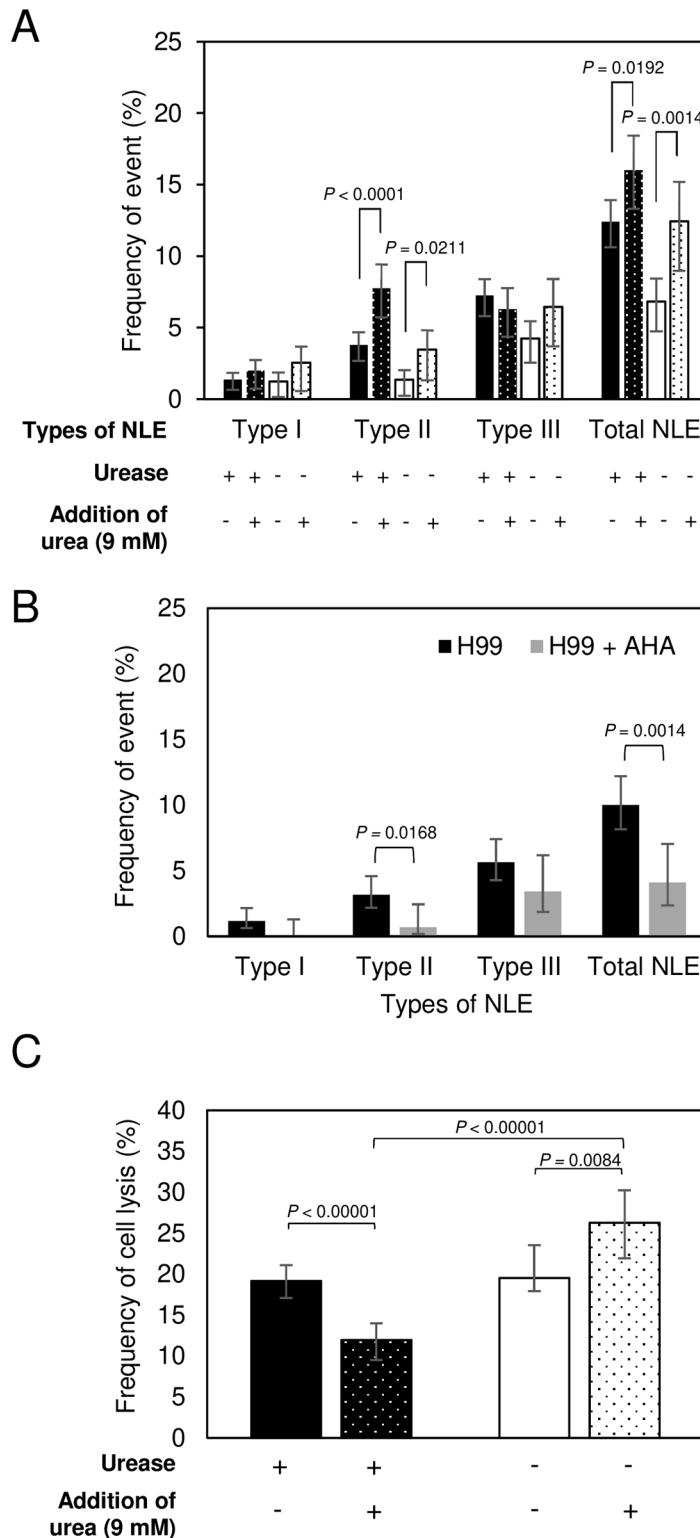 A
Frequency of event (%)
25
20
15
10
5
0
P < 0.0001
P = 0.0211
P = 0.0192
P = 0.0014
Types of NLE Type I Type II Type III Total NLE
Urease + + - - + + - - + + - - + + - -
Addition of
urea (9 mM) - + - + - + - + - + - + - + - +
B
Frequency of event (%)
25
20
15
10
5
0
H99 H99 + AHA
P = 0.0168
P = 0.0014
Type I Type II Type III Total NLE
Types of NLE
C
Frequency of cell lysis (%)
40
35
30
25
20
15
10
5
0
P < 0.00001
P = 0.0084
P < 0.00001
Urease + + - -
Addition of
urea (9 mM) - + - +